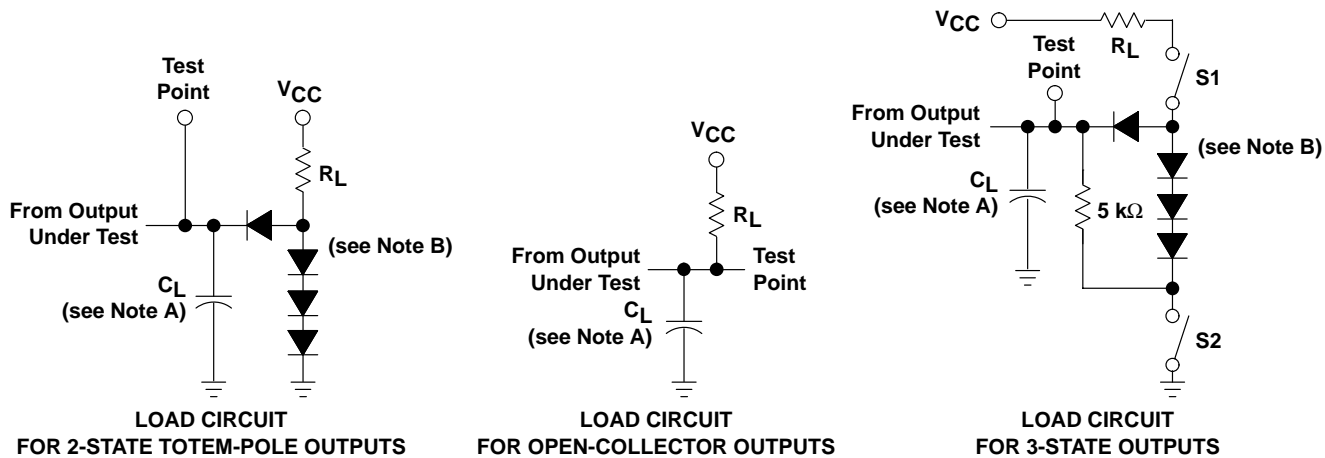 Test
Point
VCC
RL
From Output
Under Test
(see Note B)
CL
(see Note A)
LOAD CIRCUIT
FOR 2-STATE TOTEM-POLE OUTPUTS
VCC
RL
From Output
Under Test
Test
Point
CL
(see Note A)
LOAD CIRCUIT
FOR OPEN-COLLECTOR OUTPUTS
VCC
RL
Test
Point
S1
From Output
Under Test
(see Note B)
CL
(see Note A)
5 kΩ
S2
LOAD CIRCUIT
FOR 3-STATE OUTPUTS